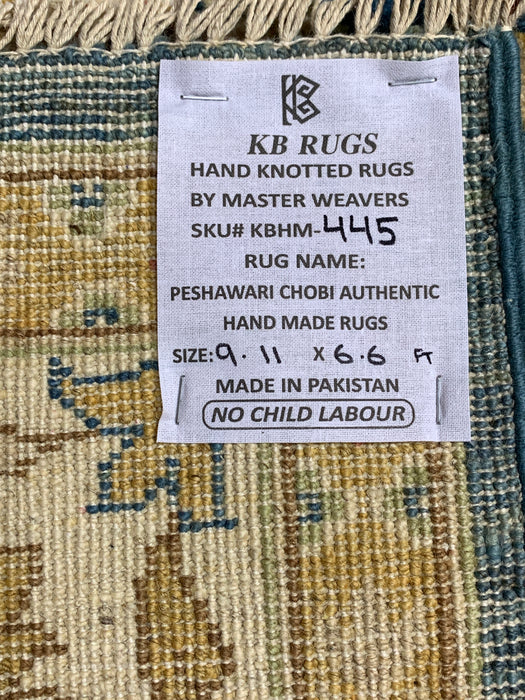 KB
KB RUGS
HAND KNOTTED RUGS
BY MASTER WEAVERS
SKU# KBHM-445
RUG NAME:
PESHAWARI CHOBI AUTHENTIC
HAND MADE RUGS
SIZE: 9.11 X 6.6 FT
MADE IN PAKISTAN
NO CHILD LABOUR